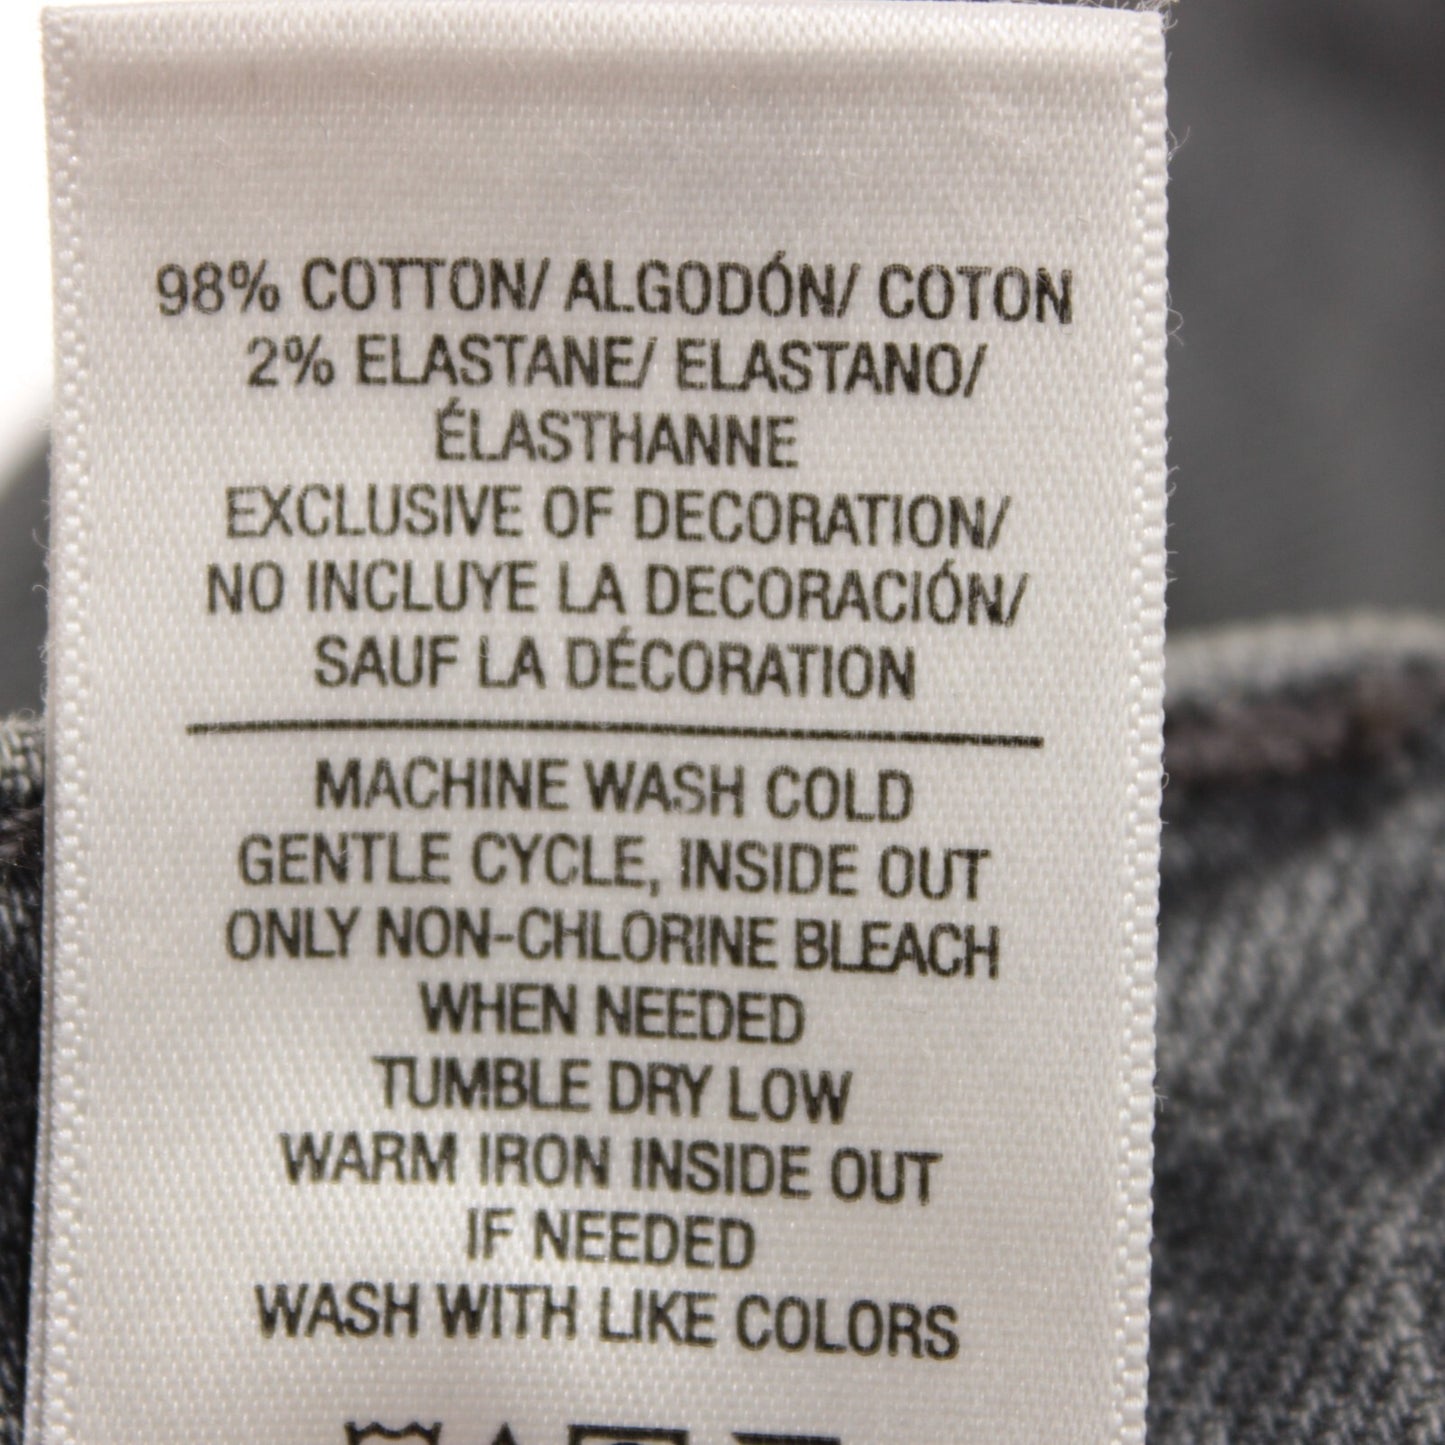 98% COTTON/ ALGODÓN/ COTON
2% ELASTANE/ ELASTANO/
ÉLASTHANNE
EXCLUSIVE OF DECORATION/
NO INCLUYE LA DECORACIÓN/
SAUF LA DÉCORATION
MACHINE WASH COLD
GENTLE CYCLE, INSIDE OUT
ONLY NON-CHLORINE BLEACH
WHEN NEEDED
TUMBLE DRY LOW
WARM IRON INSIDE OUT
IF NEEDED
WASH WITH LIKE COLORS